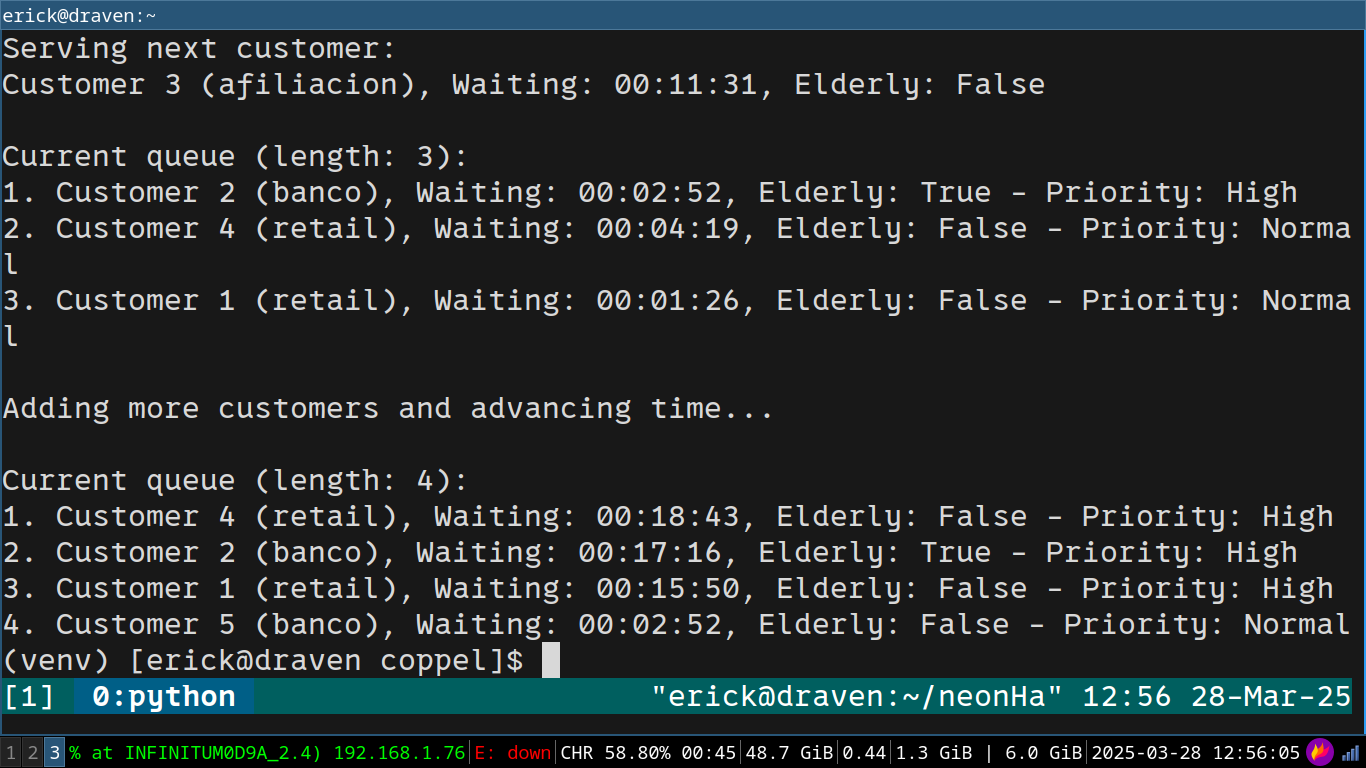 erick@draven:~
Serving next customer:
Customer 3 (afiliacion), Waiting: 00:11:31, Elderly: False
Current queue (length: 3):
1. Customer 2 (banco), Waiting: 00:02:52, Elderly: True - Priority: High
2. Customer 4 (retail), Waiting: 00:04:19, Elderly: False - Priority: Norma
l
3. Customer 1 (retail), Waiting: 00:01:26, Elderly: False - Priority: Norma
l
Adding more customers and advancing time...
Current queue (length: 4):
1. Customer 4 (retail), Waiting: 00:18:43, Elderly: False - Priority: High
2. Customer 2 (banco), Waiting: 00:17:16, Elderly: True - Priority: High
3. Customer 1 (retail), Waiting: 00:15:50, Elderly: False - Priority: High
4. Customer 5 (banco), Waiting: 00:02:52, Elderly: False - Priority: Normal
(venv) [erick@draven coppel]$
[1] 0:python "erick@draven:~/neonHa" 12:56 28-Mar-25
1 2 3 % at INFINITUM0D9A_2.4) 192.168.1.76 E: down CHR 58.80% 00:45 48.7 GiB 0.44 1.3 GiB | 6.0 GiB 2025-03-28 12:56:05